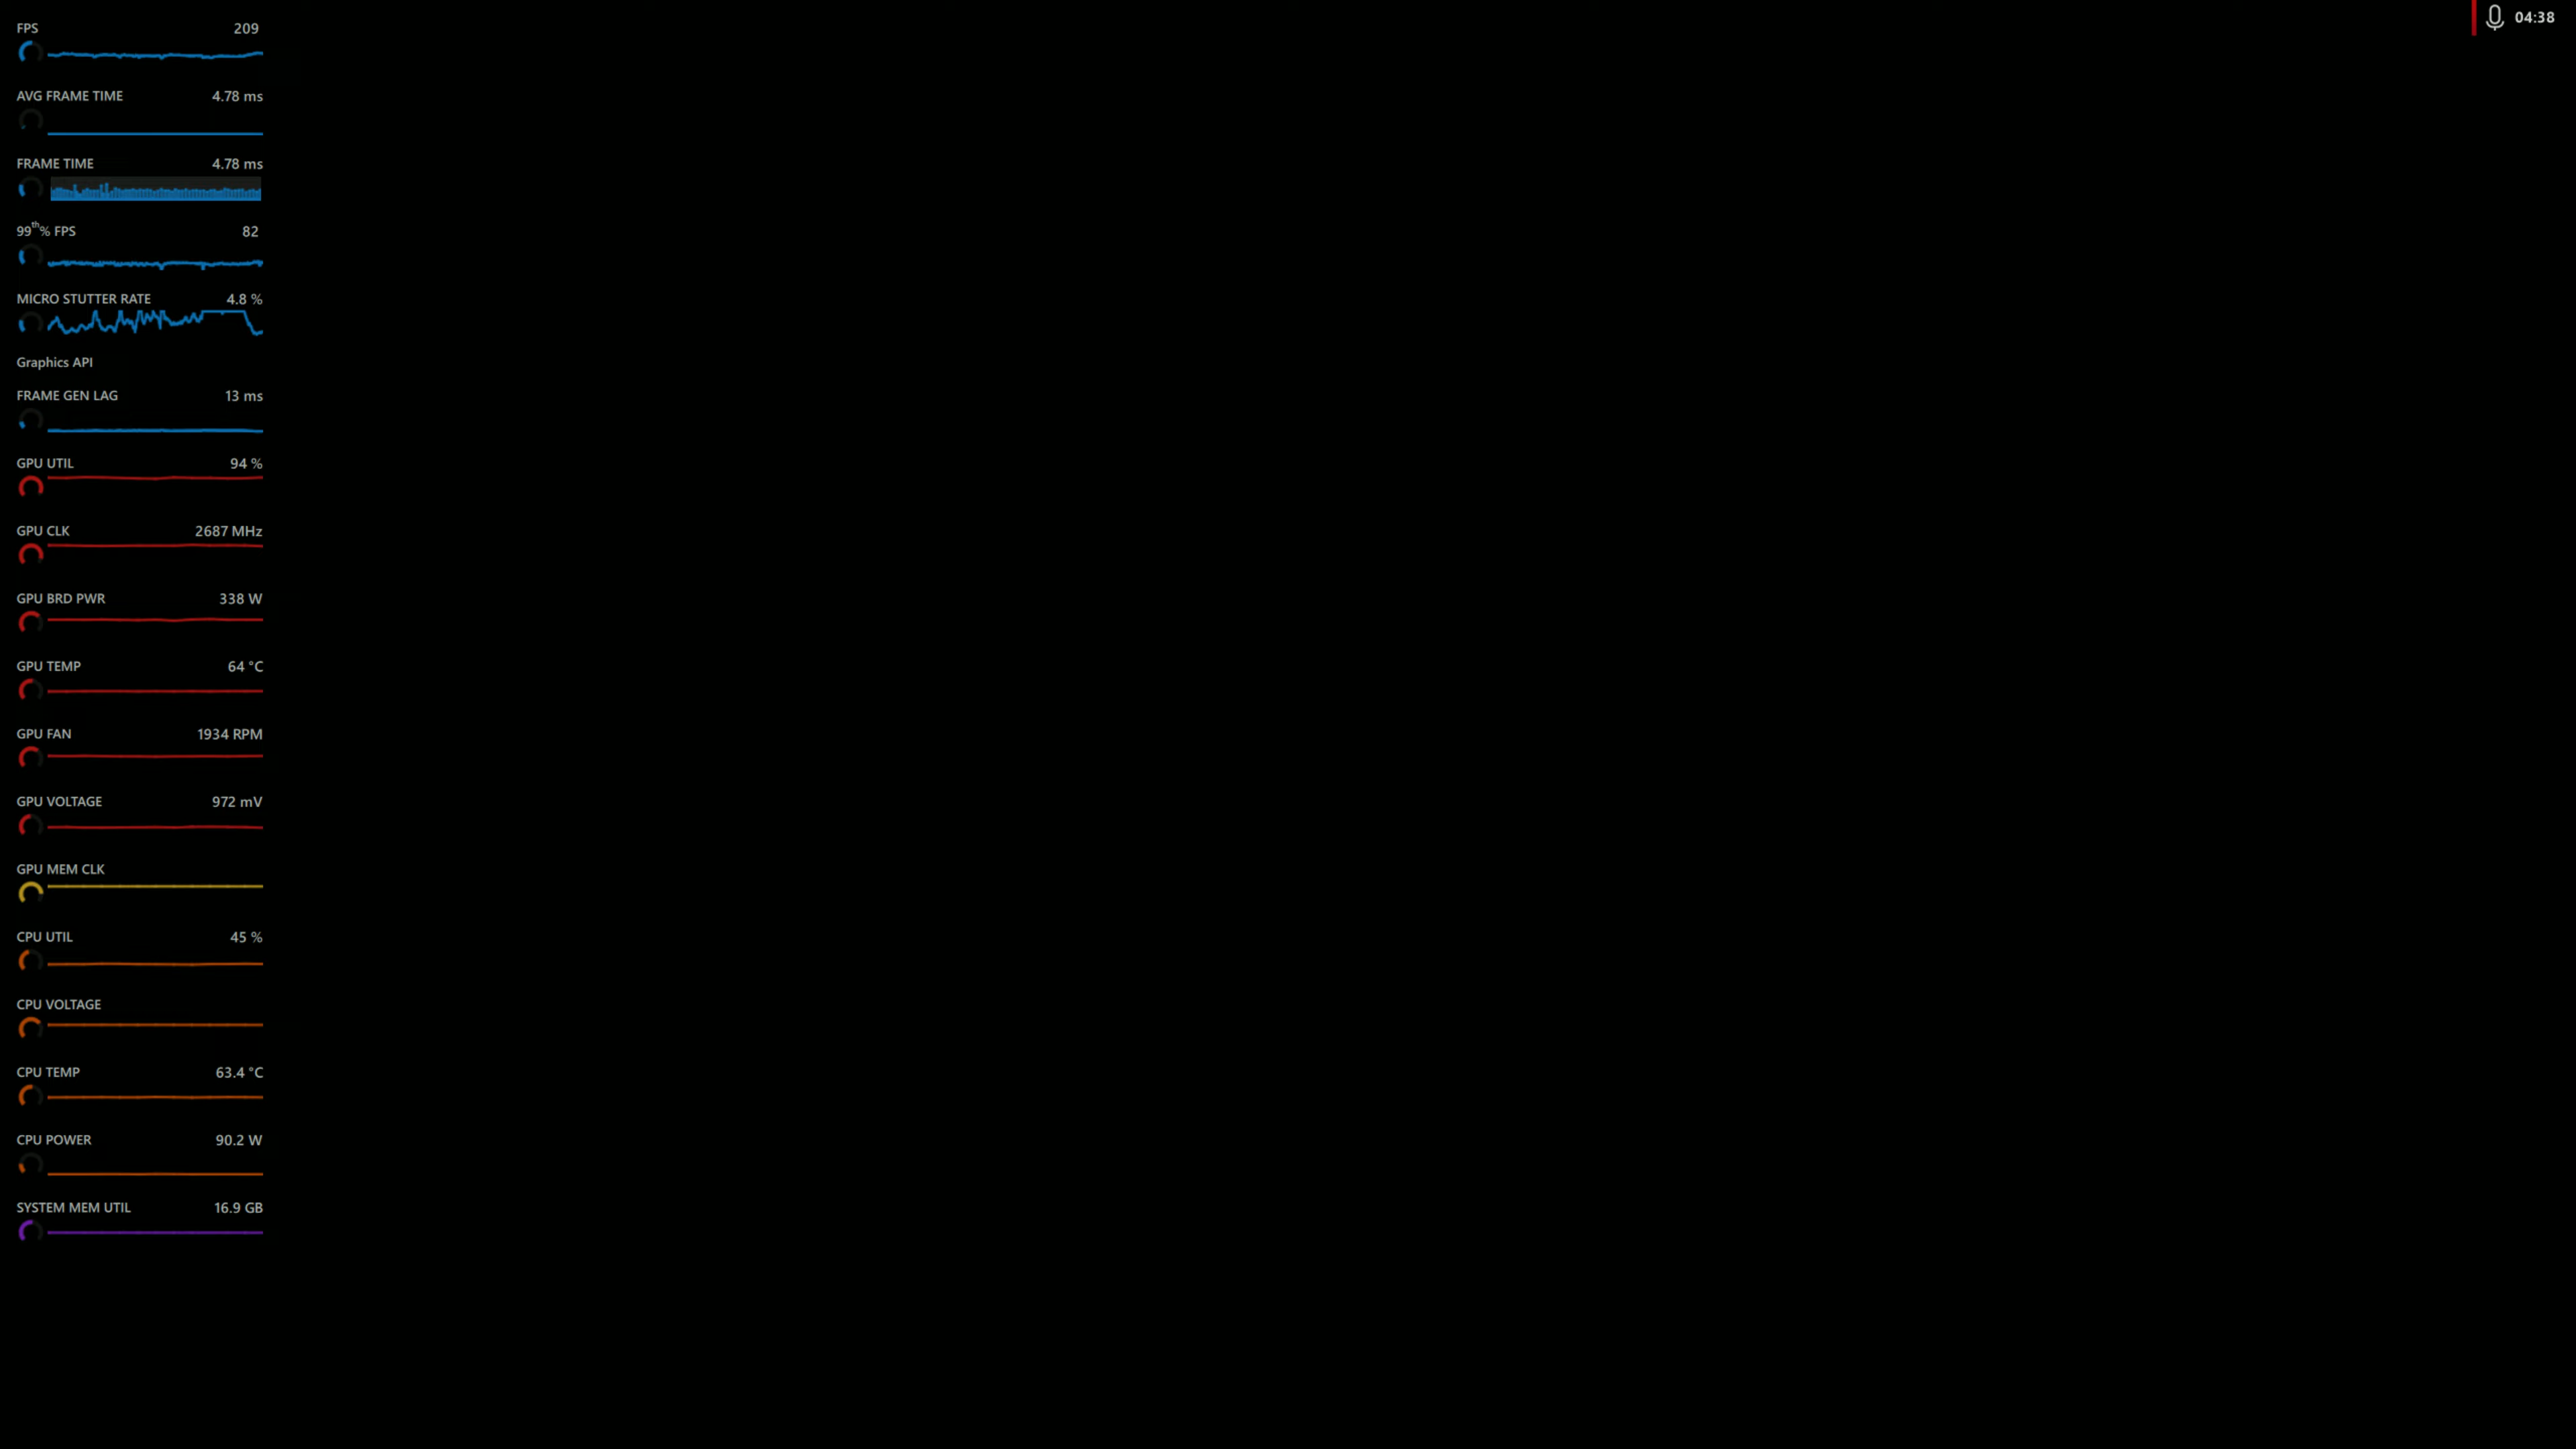 FPS 209
AVG FRAME TIME 4.78 ms
FRAME TIME 4.78 ms
99th% FPS 82
MICRO STUTTER RATE 4.8 %
Graphics API
FRAME GEN LAG 13 ms
GPU UTIL 94 %
GPU CLK 2687 MHz
GPU BRD PWR 338 W
GPU TEMP 64 °C
GPU FAN 1934 RPM
GPU VOLTAGE 972 mV
GPU MEM CLK
CPU UTIL 45 %
CPU VOLTAGE
CPU TEMP 63.4 °C
CPU POWER 90.2 W
SYSTEM MEM UTIL 16.9 GB
04:38